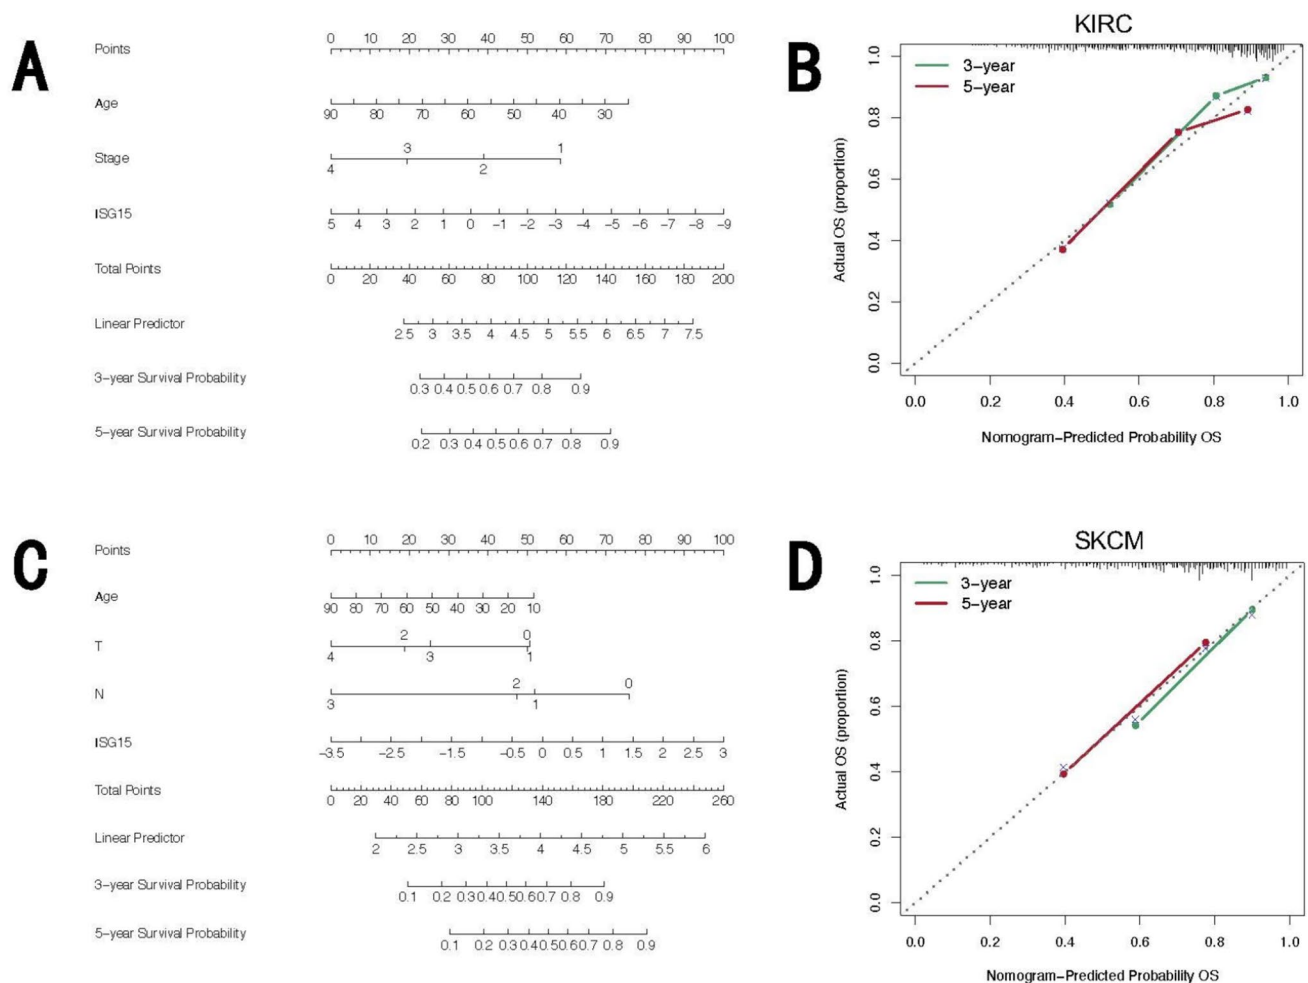 A
Points
0 10 20 30 40 50 60 70 80 90 100
Age
90 80 70 60 50 40 30
Stage
3 1
4 2
ISG15
5 4 3 2 1 0 −1 −2 −3 −4 −5 −6 −7 −8 −9
Total Points
0 20 40 60 80 100 120 140 160 180 200
Linear Predictor
2.5 3 3.5 4 4.5 5 5.5 6 6.5 7 7.5
3−year Survival Probability
0.3 0.4 0.5 0.6 0.7 0.8 0.9
5−year Survival Probability
0.2 0.3 0.4 0.5 0.6 0.7 0.8 0.9
B
KIRC
3−year
5−year
Actual OS (proportion)
1.0
0.8
0.6
0.4
0.2
0.0
0.0 0.2 0.4 0.6 0.8 1.0
Nomogram−Predicted Probability OS
C
Points
0 10 20 30 40 50 60 70 80 90 100
Age
90 80 70 60 50 40 30 20 10
T
2 0
4 3 1
N
2 0
3 1
ISG15
−3.5 −2.5 −1.5 −0.5 0 0.5 1 1.5 2 2.5 3
Total Points
0 20 40 60 80 100 140 180 220 260
Linear Predictor
2 2.5 3 3.5 4 4.5 5 5.5 6
3−year Survival Probability
0.1 0.2 0.3 0.4 0.5 0.6 0.7 0.8 0.9
5−year Survival Probability
0.1 0.2 0.3 0.4 0.5 0.6 0.7 0.8 0.9
D
SKCM
3−year
5−year
Actual OS (proportion)
1.0
0.8
0.6
0.4
0.2
0.0
0.0 0.2 0.4 0.6 0.8 1.0
Nomogram−Predicted Probability OS